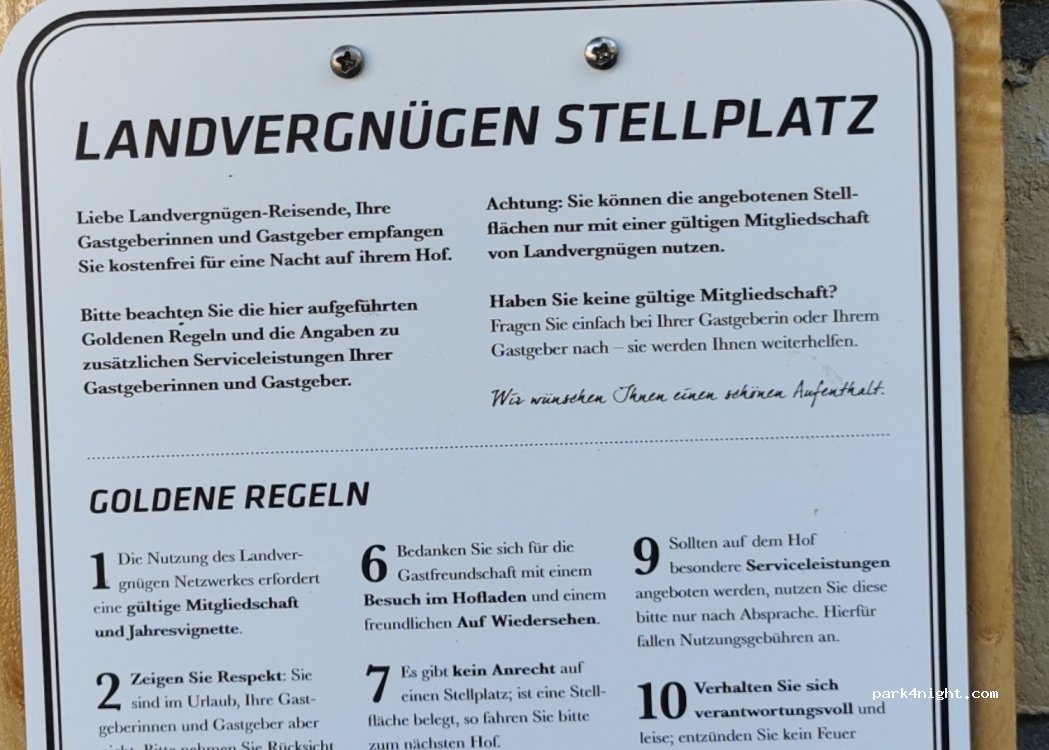 LANDVERGNÜGEN STELLPLATZ
Liebe Landvergnügen-Reisende, Ihre
Gastgeberinnen und Gastgeber empfangen
Sie kostenfrei für eine Nacht auf ihrem Hof.
Bitte beachten Sie die hier aufgeführten
Goldenen Regeln und die Angaben zu
zusätzlichen Serviceleistungen Ihrer
Gastgeberinnen und Gastgeber.
Achtung: Sie können die angebotenen Stell-
flächen nur mit einer gültigen Mitgliedschaft
von Landvergnügen nutzen.
Haben Sie keine gültige Mitgliedschaft?
Fragen Sie einfach bei Ihrer Gastgeberin oder Ihrem
Gastgeber nach – sie werden Ihnen weiterhelfen.
Wir wünschen Ihnen einen schönen Aufenthalt.
GOLDENE REGELN
1 Die Nutzung des Landver-
gnügen Netzwerkes erfordert
eine gültige Mitgliedschaft
und Jahresvignette.
2 Zeigen Sie Respekt: Sie
sind im Urlaub, Ihre Gast-
geberinnen und Gastgeber aber
nicht. Bitte nehmen Sie Rücksicht
6 Bedanken Sie sich für die
Gastfreundschaft mit einem
Besuch im Hofladen und einem
freundlichen Auf Wiedersehen.
7 Es gibt kein Anrecht auf
einen Stellplatz; ist eine Stell-
fläche belegt, so fahren Sie bitte
zum nächsten Hof.
9 Sollten auf dem Hof
besondere Serviceleistungen
angeboten werden, nutzen Sie diese
bitte nur nach Absprache. Hierfür
fallen Nutzungsgebühren an.
10 Verhalten Sie sich
verantwortungsvoll und
leise; entzünden Sie kein Feuer
park4night.com